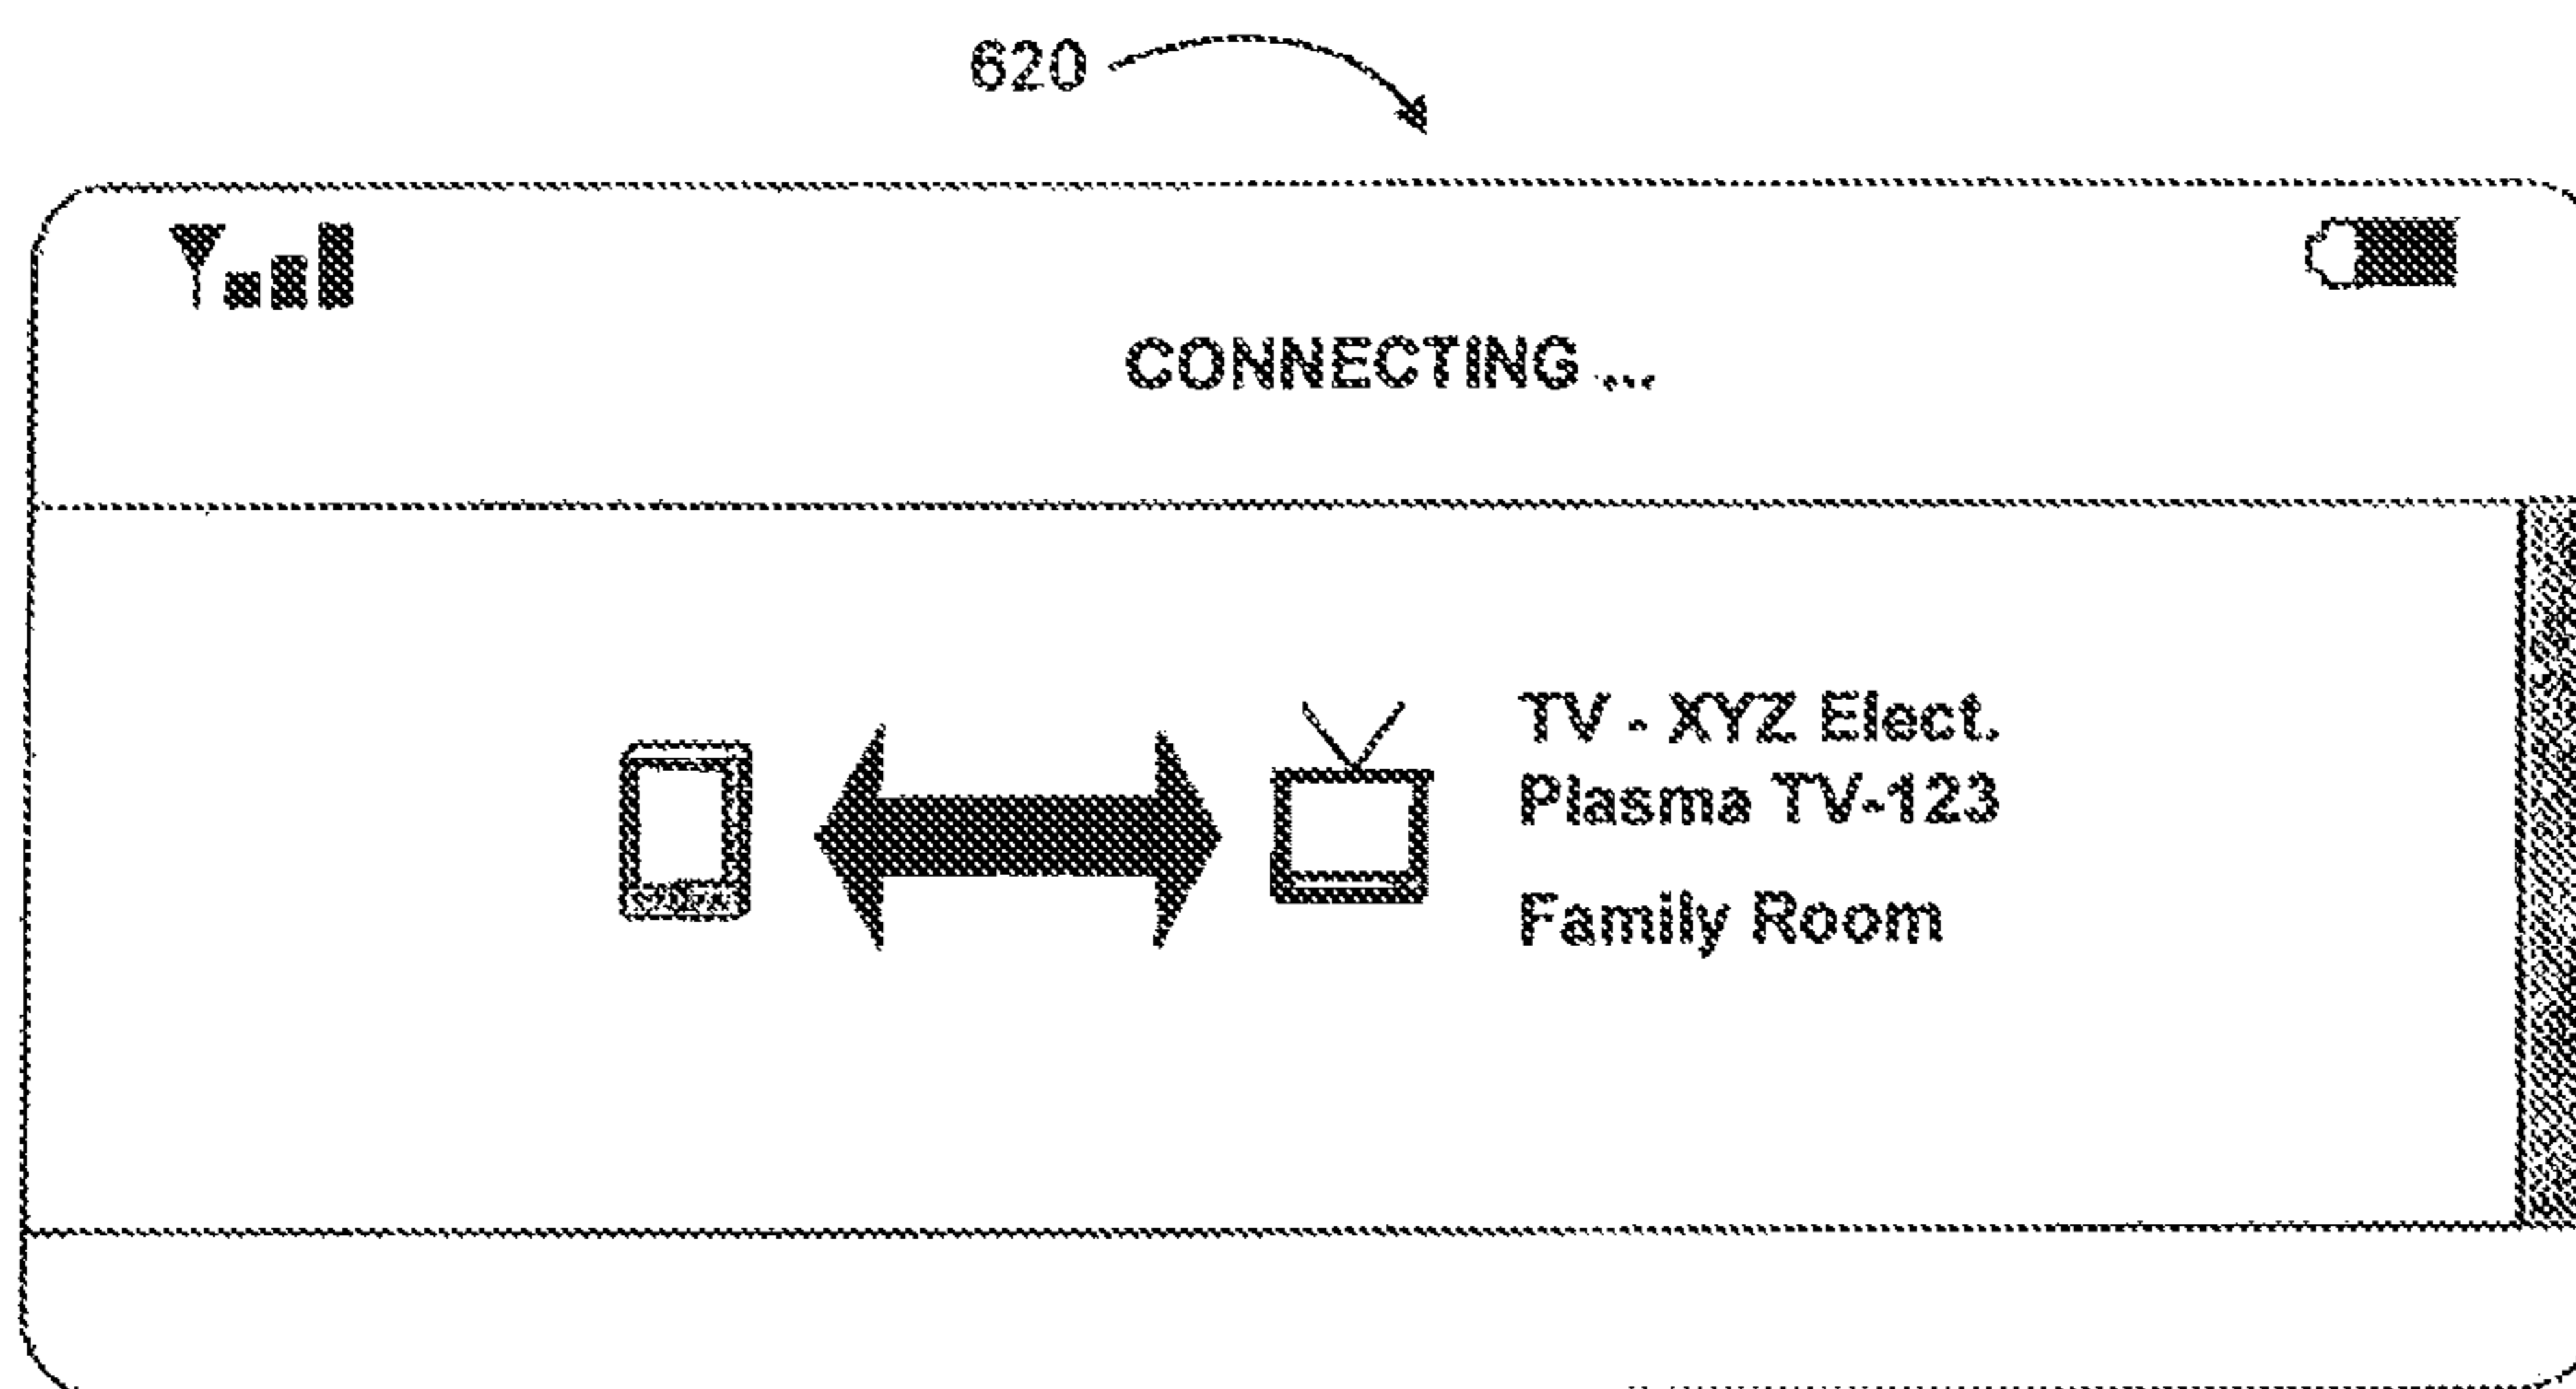 620
CONNECTING ...
TV - XYZ Elect.
Plasma TV-123
Family Room